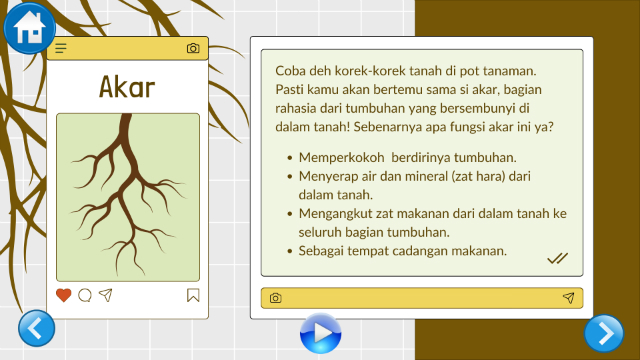 Akar
Coba deh korek-korek tanah di pot tanaman.
Pasti kamu akan bertemu sama si akar, bagian
rahasia dari tumbuhan yang bersembunyi di
dalam tanah! Sebenarnya apa fungsi akar ini ya?
• Memperkokoh berdirinya tumbuhan.
• Menyerap air dan mineral (zat hara) dari
dalam tanah.
• Mengangkut zat makanan dari dalam tanah ke
seluruh bagian tumbuhan.
• Sebagai tempat cadangan makanan.